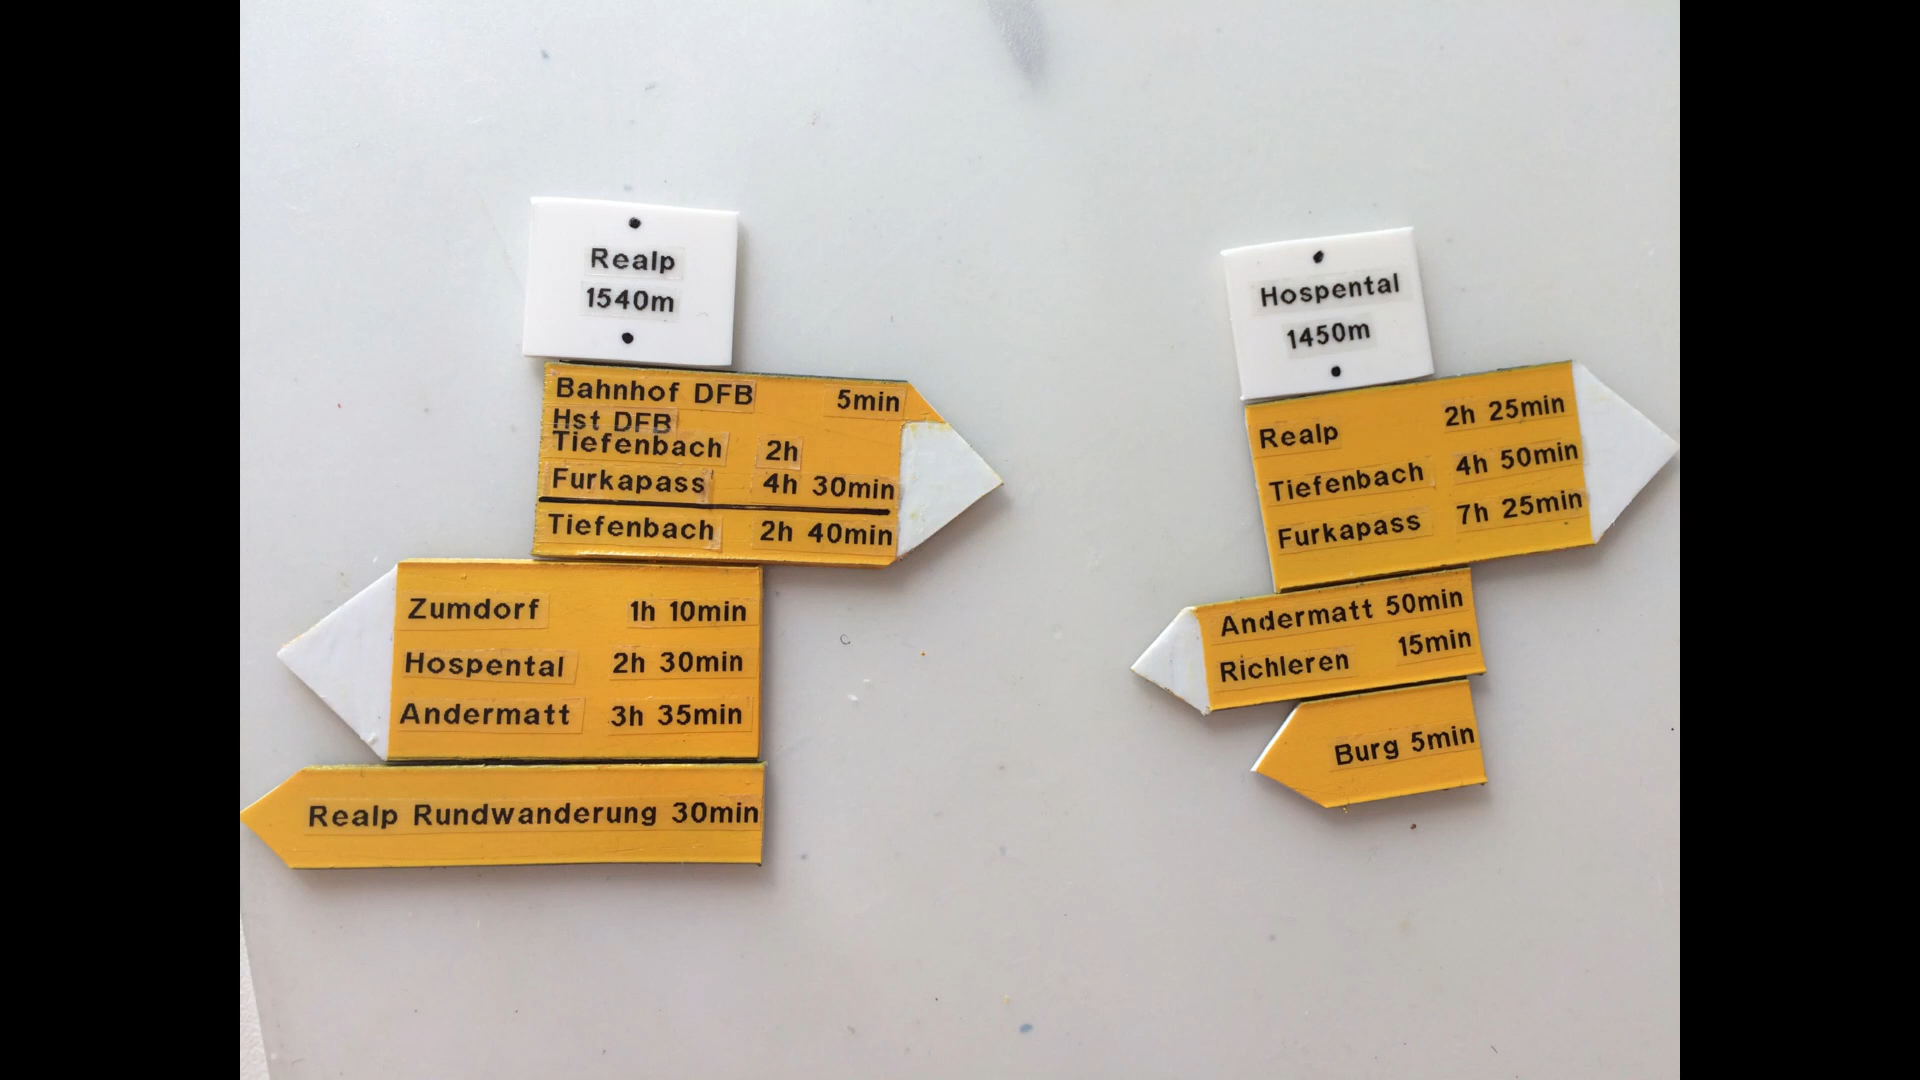 Realp
1540m
Bahnhof DFB 5min
Hst DFB
Tiefenbach 2h
Furkapass 4h 30min
Tiefenbach 2h 40min
Zumdorf 1h 10min
Hospental 2h 30min
Andermatt 3h 35min
Realp Rundwanderung 30min
Hospental
1450m
Realp 2h 25min
Tiefenbach 4h 50min
Furkapass 7h 25min
Andermatt 50min
Richleren 15min
Burg 5min